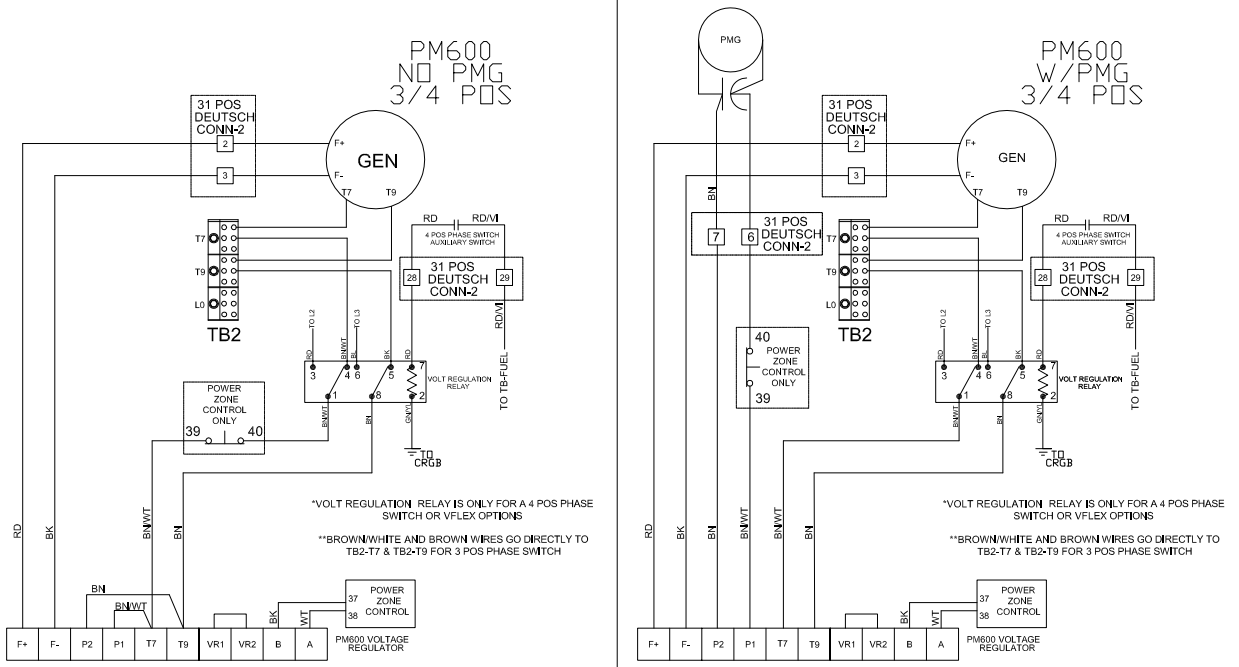 PM600
NO PMG
3/4 POS
31 POS
DEUTSCH
CONN-2
2
3
F+
F-
GEN
T7
T9
RD
RD/VI
4 POS PHASE SWITCH
AUXILIARY SWITCH
T7
T9
L0
TB2
28
31 POS
DEUTSCH
CONN-2
29
RD/VI
TO TB-FUEL
TO L2
TO L3
RD
BN/WT
BL
BK
RD
3
4
6
5
7
1
8
2
VOLT REGULATION
RELAY
BN/WT
BN
GN/YL
TO
CRGB
POWER
ZONE
CONTROL
ONLY
39
40
*VOLT REGULATION RELAY IS ONLY FOR A 4 POS PHASE
SWITCH OR VFLEX OPTIONS
**BROWN/WHITE AND BROWN WIRES GO DIRECTLY TO
TB2-T7 & TB2-T9 FOR 3 POS PHASE SWITCH
RD
BK
BN/WT
BN
BN
BN/WT
BK
WT
37
38
POWER
ZONE
CONTROL
F+
F-
P2
P1
T7
T9
VR1
VR2
B
A
PM600 VOLTAGE
REGULATOR
PMG
PM600
W/PMG
3/4 POS
31 POS
DEUTSCH
CONN-2
2
3
F+
F-
GEN
T7
T9
BN
7
6
31 POS
DEUTSCH
CONN-2
RD
RD/VI
4 POS PHASE SWITCH
AUXILIARY SWITCH
T7
T9
L0
TB2
28
31 POS
DEUTSCH
CONN-2
29
RD/VI
TO TB-FUEL
40
POWER
ZONE
CONTROL
ONLY
39
TO L2
TO L3
RD
BN/WT
BL
BK
RD
3
4
6
5
7
1
8
2
VOLT REGULATION
RELAY
BN/WT
BN
GN/YL
TO
CRGB
*VOLT REGULATION RELAY IS ONLY FOR A 4 POS PHASE
SWITCH OR VFLEX OPTIONS
**BROWN/WHITE AND BROWN WIRES GO DIRECTLY TO
TB2-T7 & TB2-T9 FOR 3 POS PHASE SWITCH
RD
BK
BN
BN/WT
BN/WT
BN
BK
WT
37
38
POWER
ZONE
CONTROL
F+
F-
P2
P1
T7
T9
VR1
VR2
B
A
PM600 VOLTAGE
REGULATOR